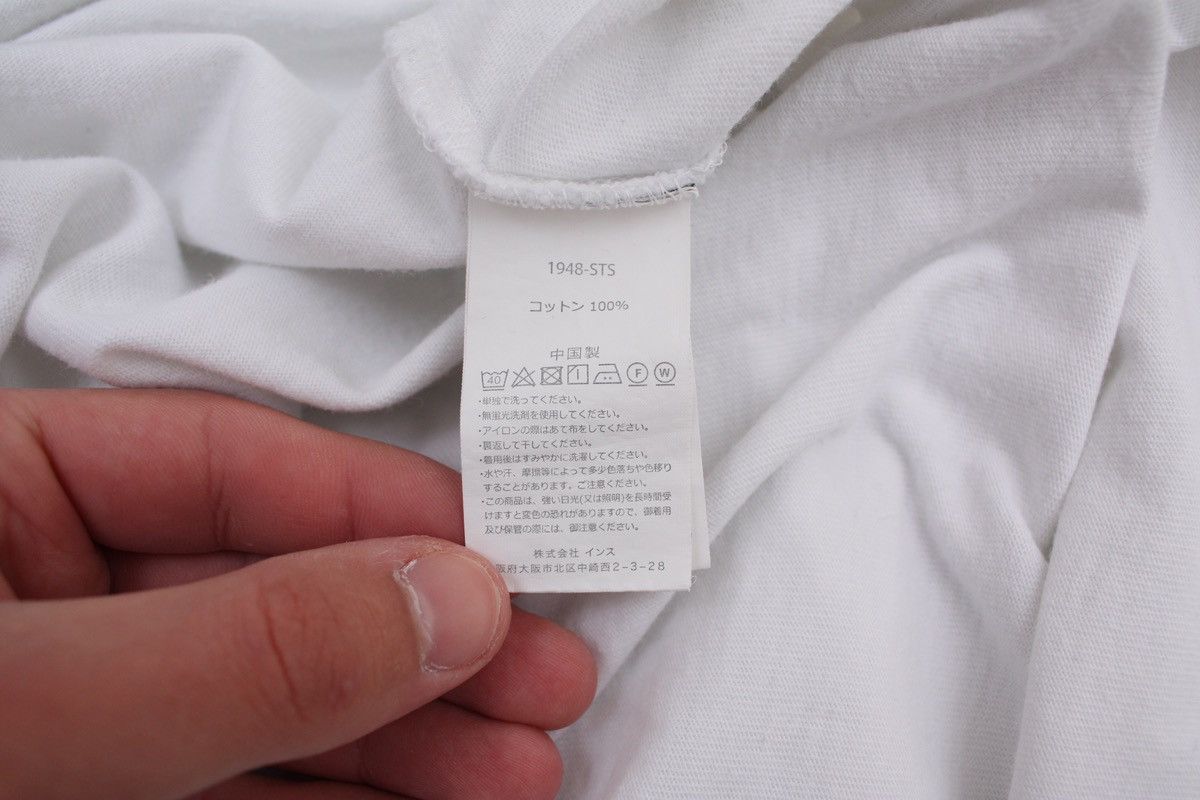 1948-STS
コットン 100%
中国製
40 F W
・単独で洗ってください。
・無蛍光洗剤を使用してください。
・アイロンの際はあて布をしてください。
・裏返して干してください。
・着用後はすみやかに洗濯してください。
・水や汗、摩擦等によって多少色落ちや色移り
することがあります。ご注意ください。
・この商品は、強い日光(又は照明)を長時間受
けますと変色の恐れがありますので、御着用
及び保管の際には、御注意ください。
株式会社 インス
阪府大阪市北区中崎西2-3-28